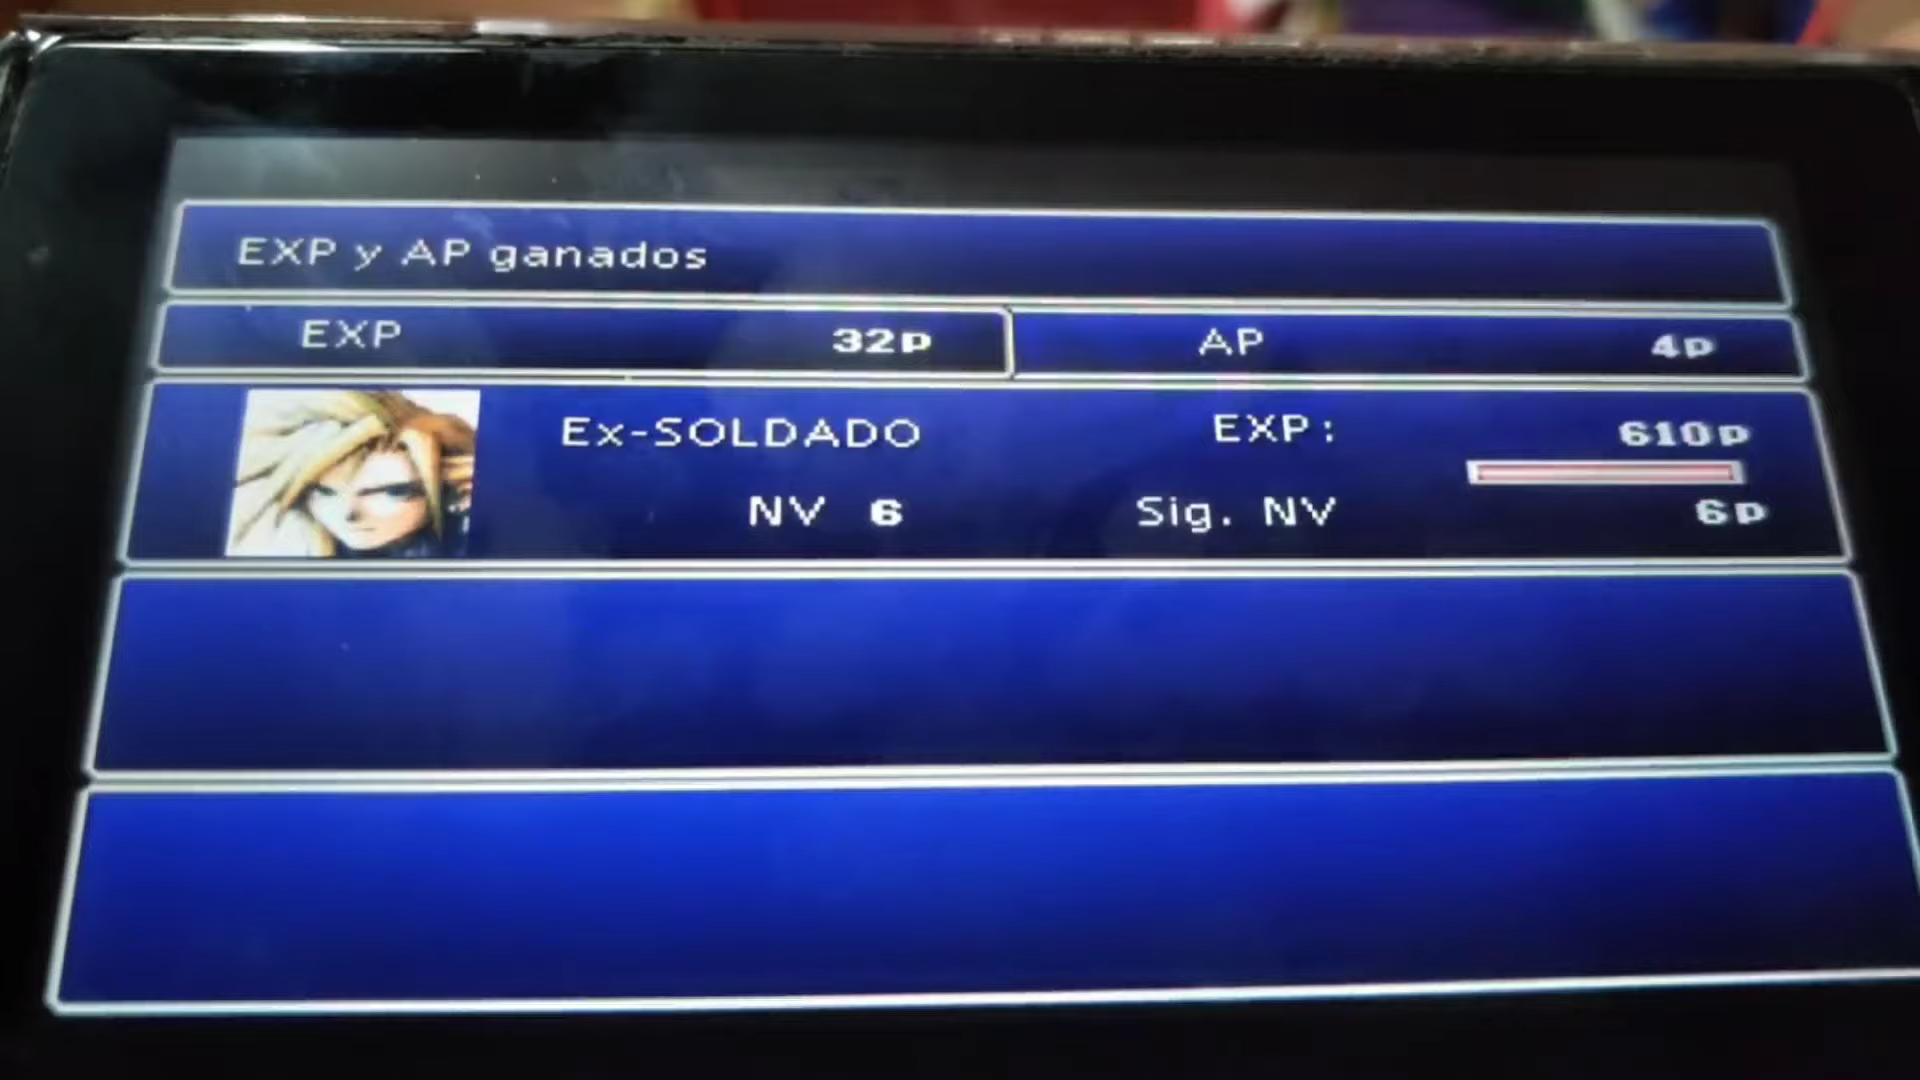 EXP y AP ganados
EXP 32p AP 4p
Ex-SOLDADO EXP: 610p
NV 6 Sig. NV 6p